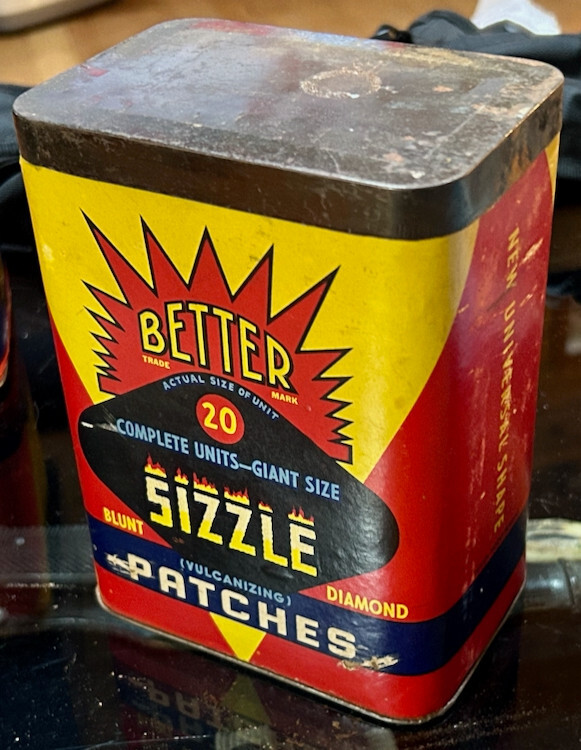 BETTER
TRADE MARK
ACTUAL SIZE OF UNIT
20
COMPLETE UNITS—GIANT SIZE
SIZZLE
BLUNT DIAMOND
(VULCANIZING)
PATCHES
NEW UNIVERSAL SHAPE